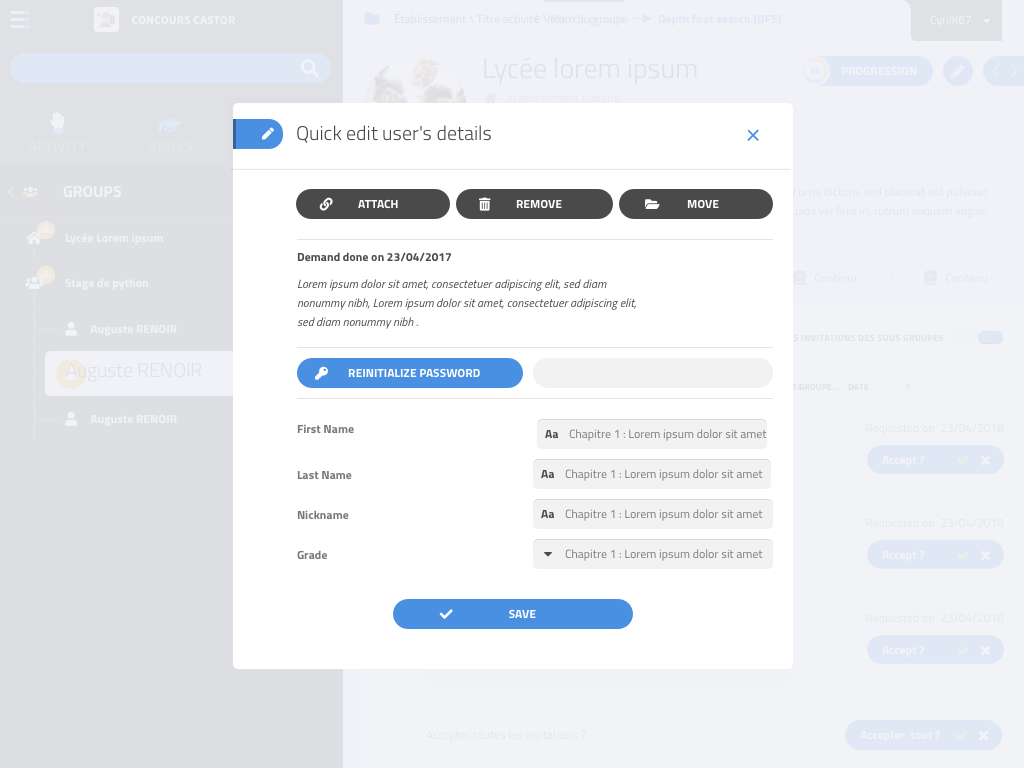 CONCOURS CASTOR
Établissement \ Titre activité \
Depth first search (DFS)
CyrilK67
Lycée lorem ipsum
PROGRESSION
établissement scolaire
ACTIVITY
SKILLS
Quick edit user's details
GROUPS
ATTACH
REMOVE
MOVE
urna dictum, sed placerat est pulvinar
vel felis in, rutrum aliquam augue
Lycée Lorem ipsum
Demand done on 23/04/2017
Stage de python
Lorem ipsum dolor sit amet, consectetuer adipiscing elit, sed diam
nonummy nibh, Lorem ipsum dolor sit amet, consectetuer adipiscing elit,
sed diam nonummy nibh .
Contenu
Contenu
Auguste RENOIR
INVITATIONS DES SOUS GROUPES
Auguste RENOIR
REINITIALIZE PASSWORD
DATE
Auguste RENOIR
First Name
Aa Chapitre 1 : Lorem ipsum dolor sit amet
Requested on 23/04/2018
Accept ?
Last Name
Aa Chapitre 1 : Lorem ipsum dolor sit amet
Nickname
Aa Chapitre 1 : Lorem ipsum dolor sit amet
Requested on 23/04/2018
Grade
Chapitre 1 : Lorem ipsum dolor sit amet
Accept ?
SAVE
Requested on 23/04/2018
Accept ?
Accepter toutes les invitations ?
Accepter tout ?